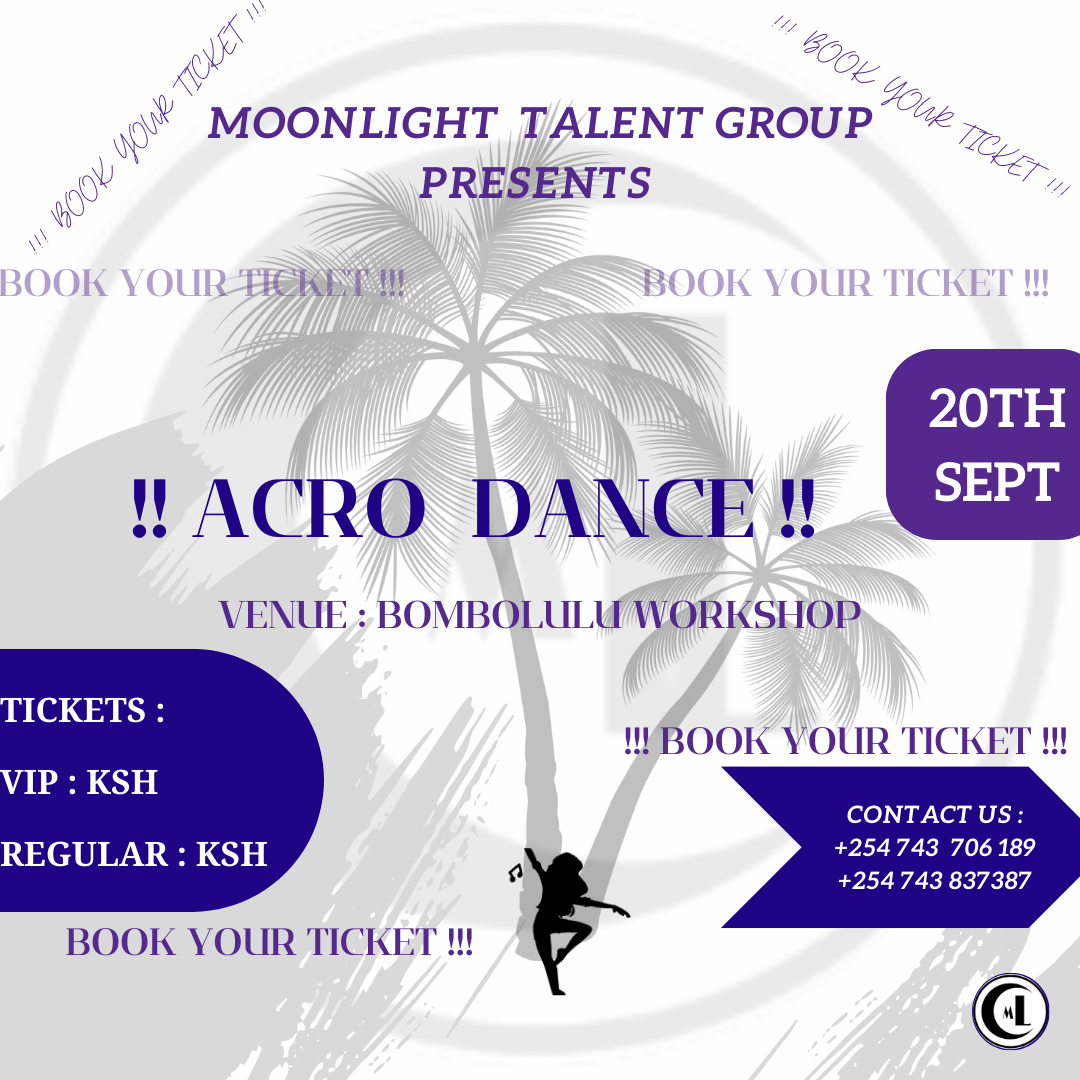 !!! BOOK YOUR TICKET !!!
!!! BOOK YOUR TICKET !!!
MOONLIGHT TALENT GROUP
PRESENTS
BOOK YOUR TICKET !!!
BOOK YOUR TICKET !!!
20TH
SEPT
!! ACRO DANCE !!
VENUE : BOMBOLULU WORKSHOP
TICKETS :
VIP : KSH
REGULAR : KSH
!!! BOOK YOUR TICKET !!!
CONTACT US :
+254 743 706 189
+254 743 837387
BOOK YOUR TICKET !!!
ML